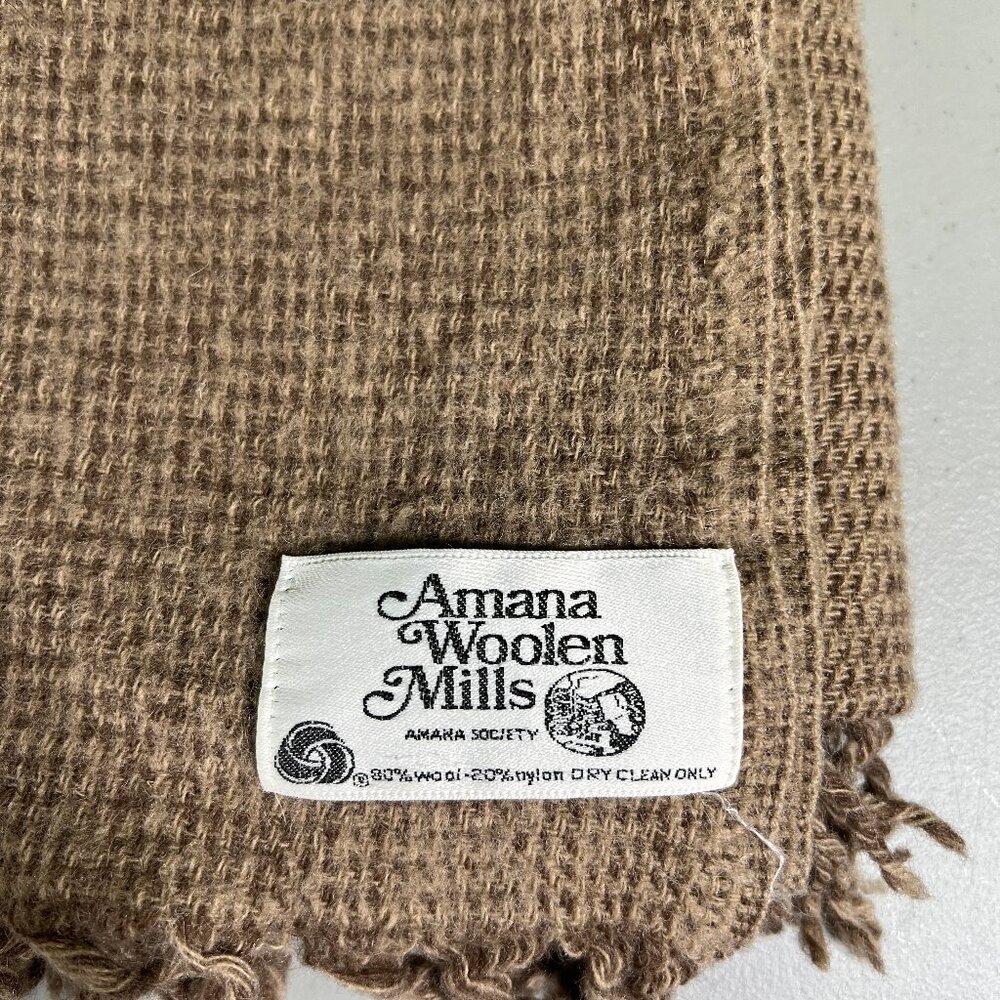 Amana
Woolen
Mills
AMANA SOCIETY
® 80% wool-20% nylon DRY CLEAN ONLY